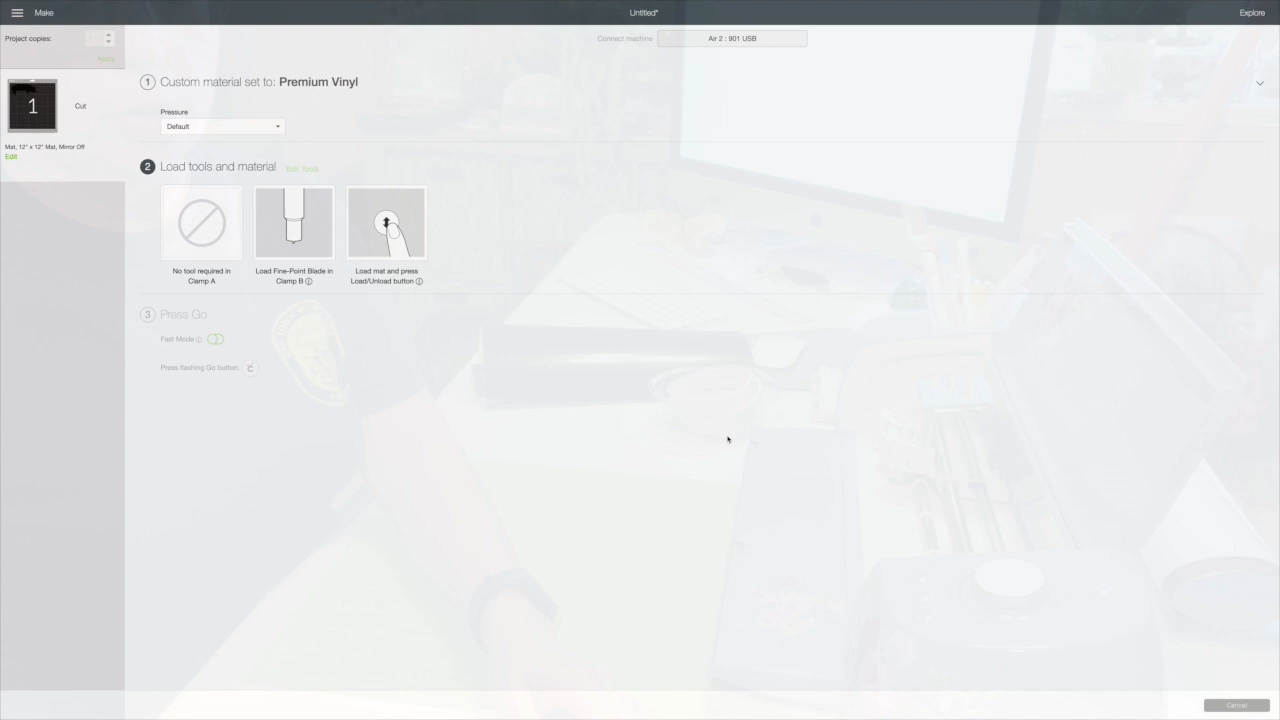 Make
Untitled*
Explore
Project copies:
Connect machine
Air 2 : 901 USB
Apply
1
Cut
Mat, 12" x 12" Mat, Mirror Off
Edit
1 Custom material set to: Premium Vinyl
Pressure
Default
2 Load tools and material
Edit Tools
No tool required in
Clamp A
Load Fine-Point Blade in
Clamp B
Load mat and press
Load/Unload button
3 Press Go
Fast Mode
Press flashing Go button.
Cancel